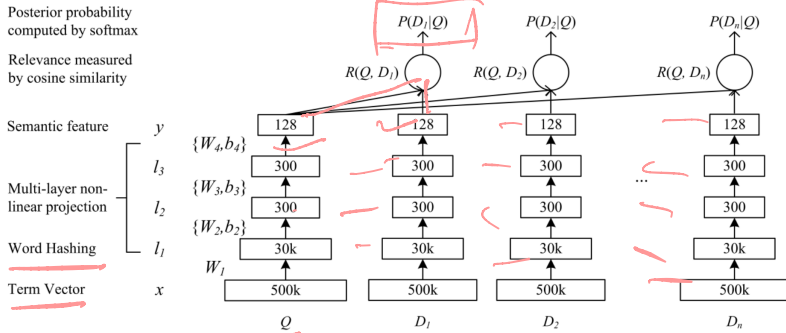 Posterior probability
computed by softmax
P(D₁|Q) P(D₂|Q) P(Dₙ|Q)
Relevance measured
by cosine similarity
R(Q, D₁) R(Q, D₂) R(Q, Dₙ)
Semantic feature y 128 128 128 128
{W₄,b₄}
l₃ 300 300 300 300
Multi-layer non-
linear projection
{W₃,b₃}
...
l₂ 300 300 300 300
{W₂,b₂}
Word Hashing l₁ 30k 30k 30k 30k
W₁
Term Vector x 500k 500k 500k 500k
Q D₁ D₂ Dₙ